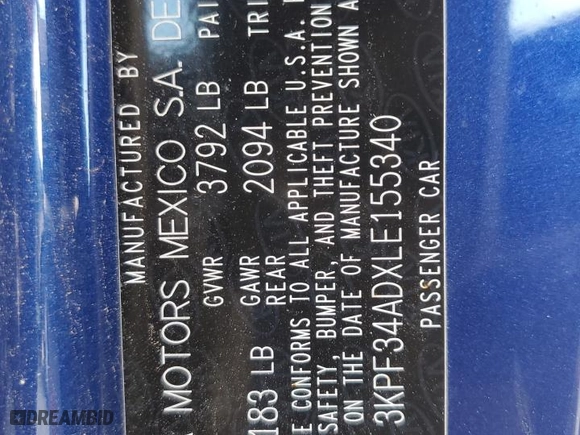 MANUFACTURED BY
MOTORS MEXICO S.A. DE
GVWR 3792 LB PAI
183 LB GAWR REAR 2094 LB TRI
E CONFORMS TO ALL APPLICABLE U.S.A.
SAFETY, BUMPER, AND THEFT PREVENTION
ON THE DATE OF MANUFACTURE SHOWN A
3KPF34ADXLE155340
PASSENGER CAR
DREAMBID